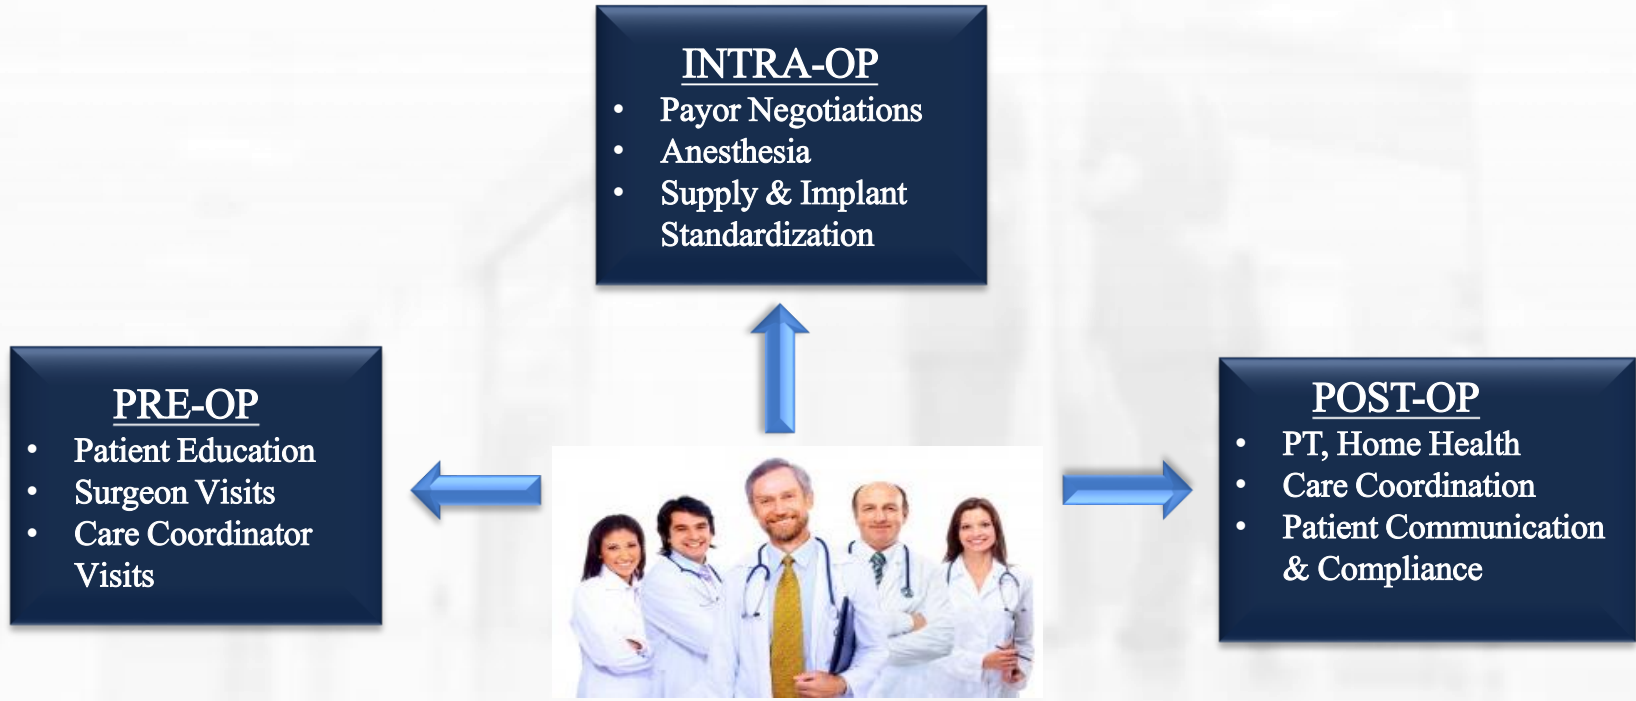 INTRA-OP
• Payor Negotiations
• Anesthesia
• Supply & Implant
Standardization
PRE-OP
• Patient Education
• Surgeon Visits
• Care Coordinator
Visits
POST-OP
• PT, Home Health
• Care Coordination
• Patient Communication
& Compliance